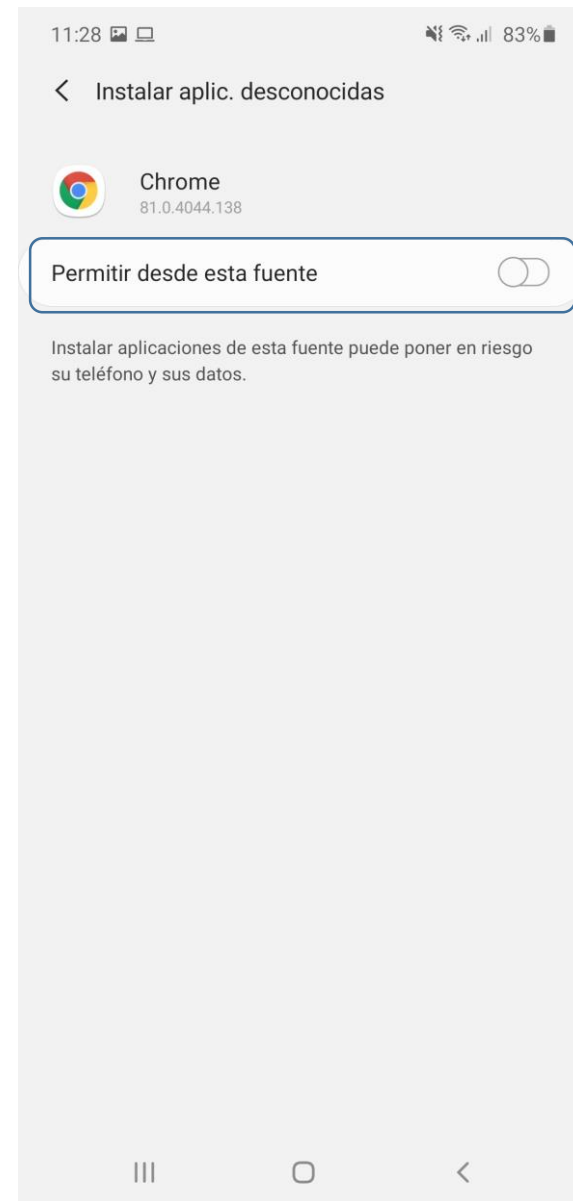 11:28 83%
Instalar aplic. desconocidas
Chrome
81.0.4044.138
Permitir desde esta fuente
Instalar aplicaciones de esta fuente puede poner en riesgo
su teléfono y sus datos.